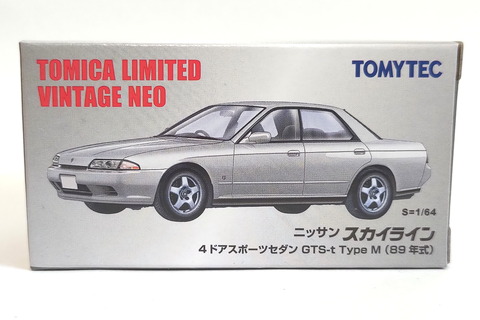 TOMICA LIMITED
VINTAGE NEO
TOMYTEC
S=1/64
ニッサン スカイライン
4ドアスポーツセダン GTS-t Type M (89年式)